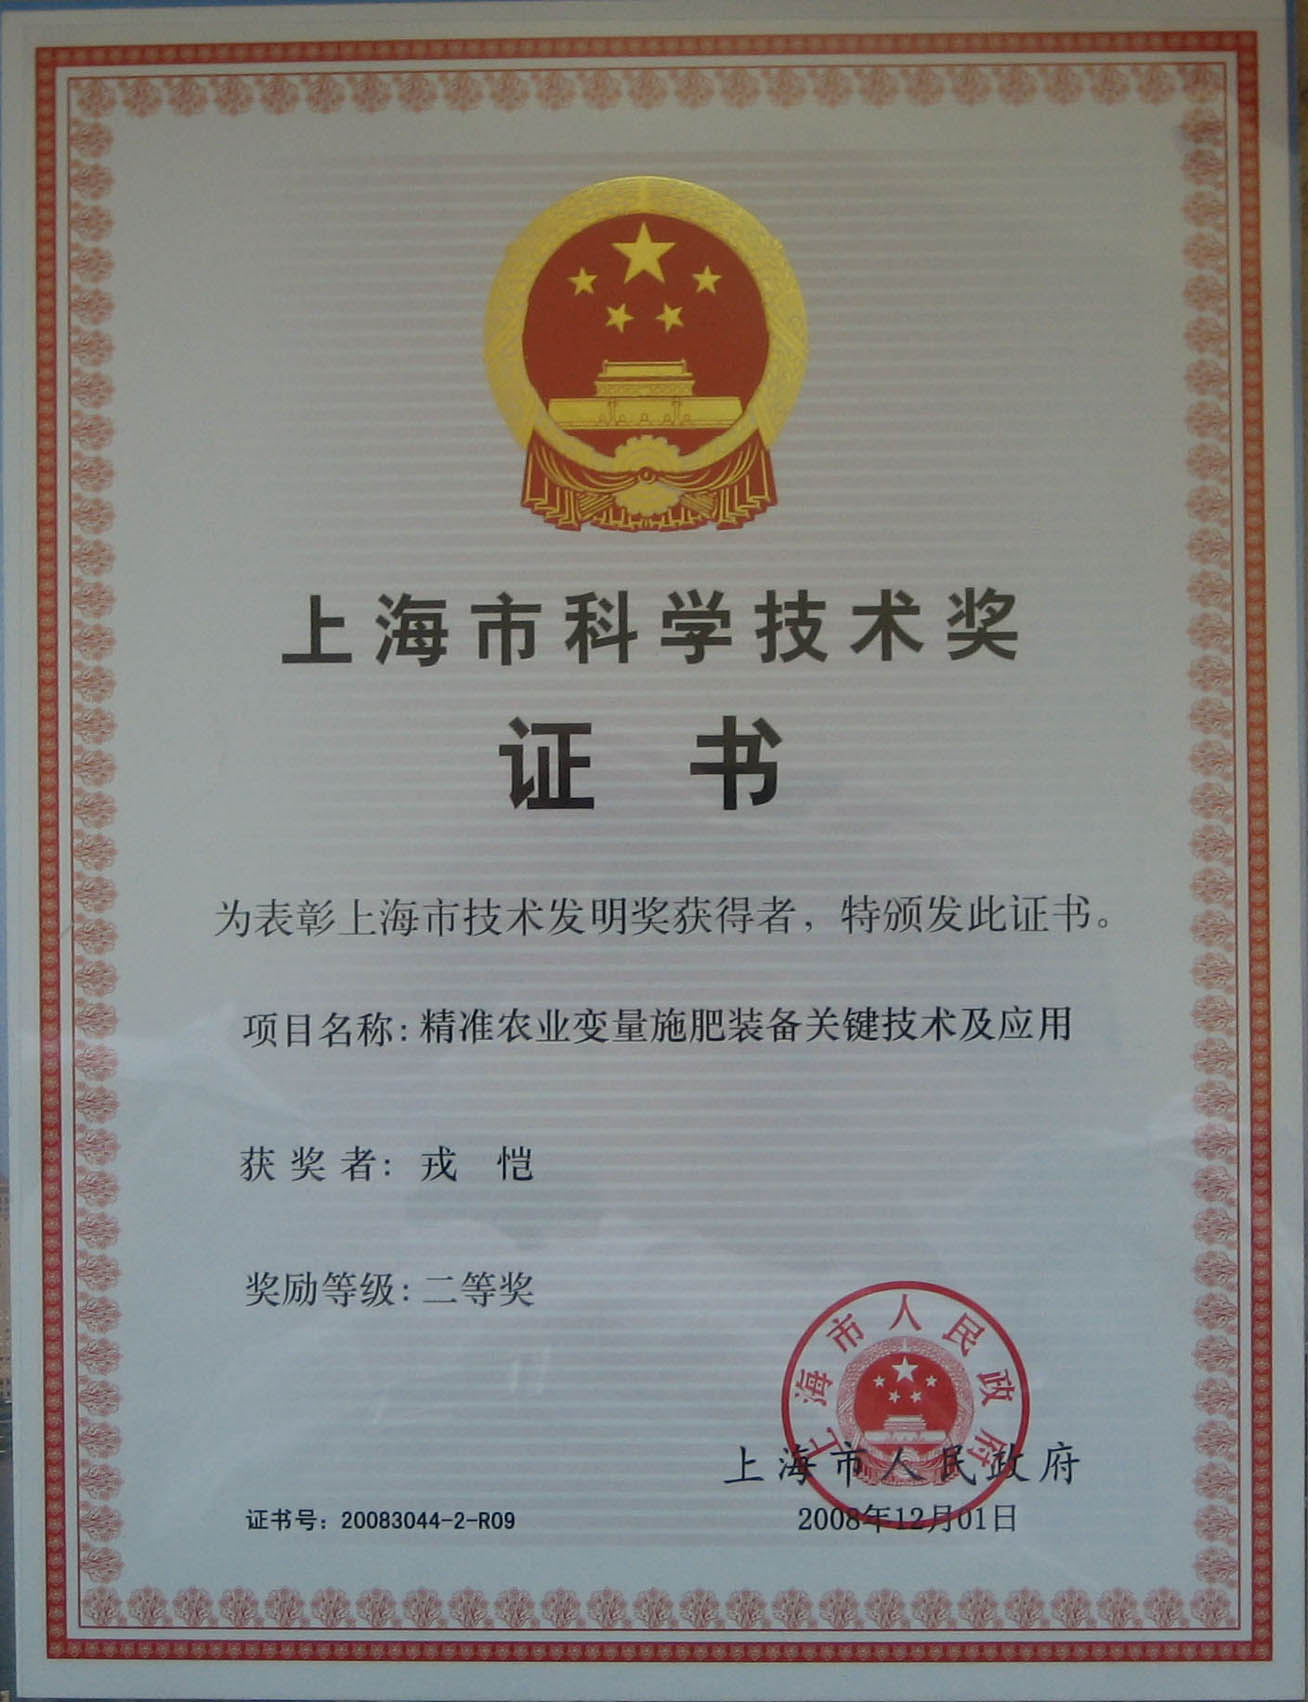 上海市科学技术奖
证书
为表彰上海市技术发明奖获得者，特颁发此证书。
项目名称：精准农业变量施肥装备关键技术及应用
获奖者：戎 恺
奖励等级：二等奖
上海市人民政府
上海市人民政府
2008年12月01日
证书号：20083044-2-R09